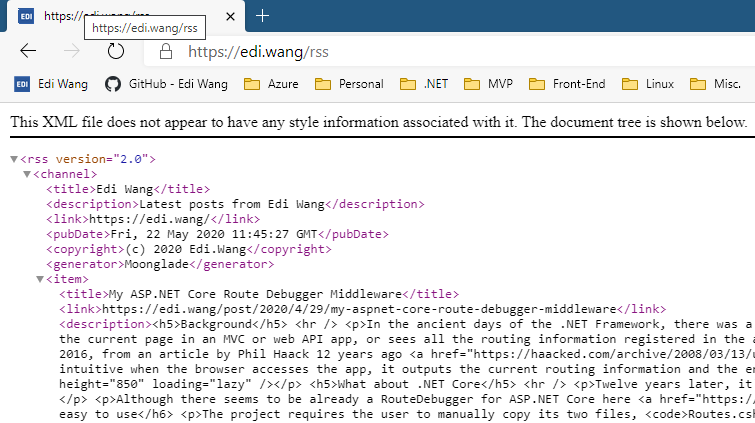 EDI https://edi.wang/rss
https://edi.wang/rss
https://edi.wang/rss
EDI Edi Wang GitHub - Edi Wang Azure Personal .NET MVP Front-End Linux Misc.
This XML file does not appear to have any style information associated with it. The document tree is shown below.
<rss version="2.0">
<channel>
<title>Edi Wang</title>
<description>Latest posts from Edi Wang</description>
<link>https://edi.wang/</link>
<pubDate>Fri, 22 May 2020 11:45:27 GMT</pubDate>
<copyright>(c) 2020 Edi.Wang</copyright>
<generator>Moonglade</generator>
<item>
<title>My ASP.NET Core Route Debugger Middleware</title>
<link>https://edi.wang/post/2020/4/29/my-aspnet-core-route-debugger-middleware</link>
<description><h5>Background</h5> <hr /> <p>In the ancient days of the .NET Framework, there was a
the current page in an MVC or web API app, or sees all the routing information registered in the a
2016, from an article by Phil Haack 12 years ago <a href="https://haacked.com/archive/2008/03/13/u
intuitive when the browser accesses the app, it outputs the current routing information and the en
height="850" loading="lazy" /></p> <h5>What about .NET Core</h5> <hr /> <p>Twelve years later, it
</p> <p>Although there seems to be already a RouteDebugger for ASP.NET Core here <a href="https:/
easy to use</h6> <p>The project requires the user to manually copy its two files, <code>Routes.csh